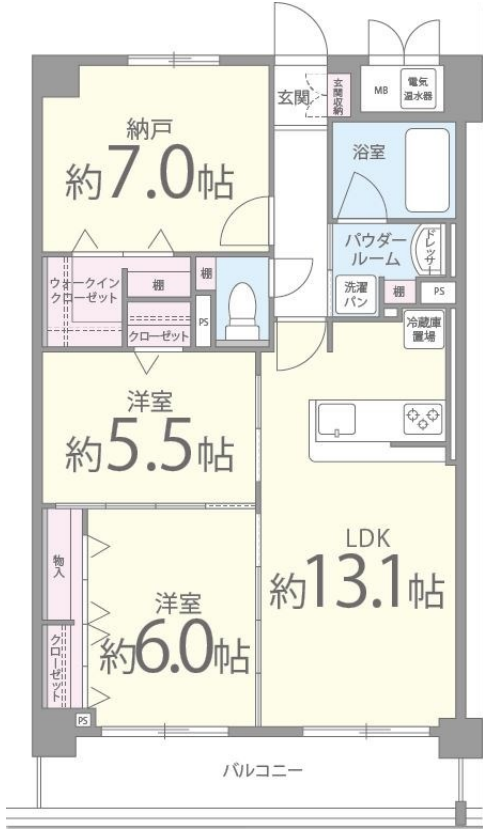 玄関
玄関収納
MB
電気
温水器
納戸
約7.0帖
浴室
パウダー
ルーム
ドレッサー
洗濯
パン
棚
PS
ウォークイン
クローゼット
棚
棚
クローゼット
PS
冷蔵庫
置場
洋室
約5.5帖
LDK
約13.1帖
物入
洋室
約6.0帖
クローゼット
PS
バルコニー